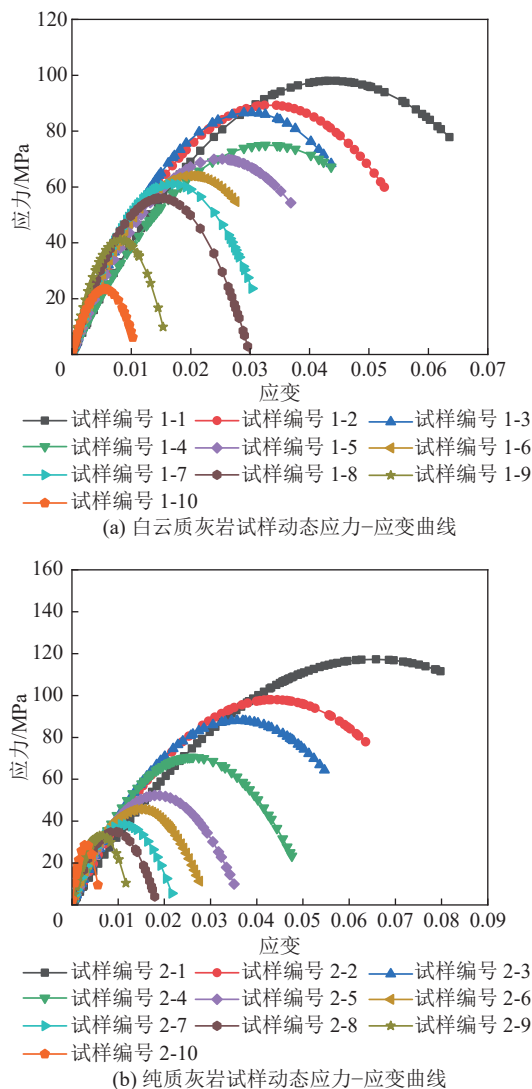 120
100
80
60
40
20
应力/MPa
0 0.01 0.02 0.03 0.04 0.05 0.06 0.07
应变
试样编号 1-1 试样编号 1-2 试样编号 1-3
试样编号 1-4 试样编号 1-5 试样编号 1-6
试样编号 1-7 试样编号 1-8 试样编号 1-9
试样编号 1-10
(a) 白云质灰岩试样动态应力–应变曲线
160
140
120
100
80
60
40
20
应力/MPa
0 0.01 0.02 0.03 0.04 0.05 0.06 0.07 0.08 0.09
应变
试样编号 2-1 试样编号 2-2 试样编号 2-3
试样编号 2-4 试样编号 2-5 试样编号 2-6
试样编号 2-7 试样编号 2-8 试样编号 2-9
试样编号 2-10
(b) 纯质灰岩试样动态应力–应变曲线